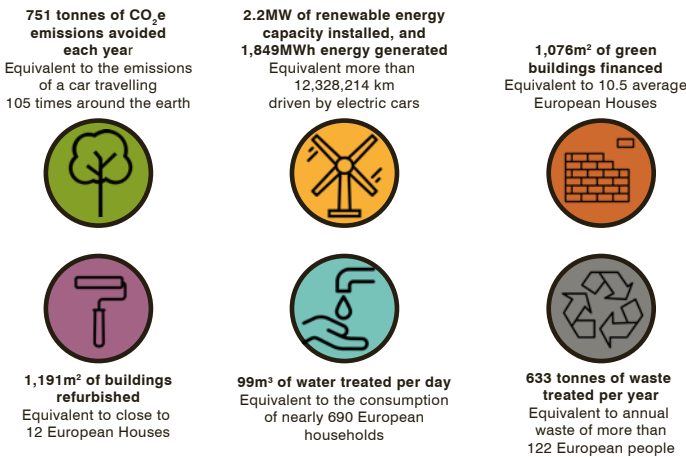 751 tonnes of CO₂e
emissions avoided
each year
Equivalent to the emissions
of a car travelling
105 times around the earth
2.2MW of renewable energy
capacity installed, and
1,849MWh energy generated
Equivalent more than
12,328,214 km
driven by electric cars
1,076m² of green
buildings financed
Equivalent to 10.5 average
European Houses
1,191m² of buildings
refurbished
Equivalent to close to
12 European Houses
99m³ of water treated per day
Equivalent to the consumption
of nearly 690 European
households
633 tonnes of waste
treated per year
Equivalent to annual
waste of more than
122 European people